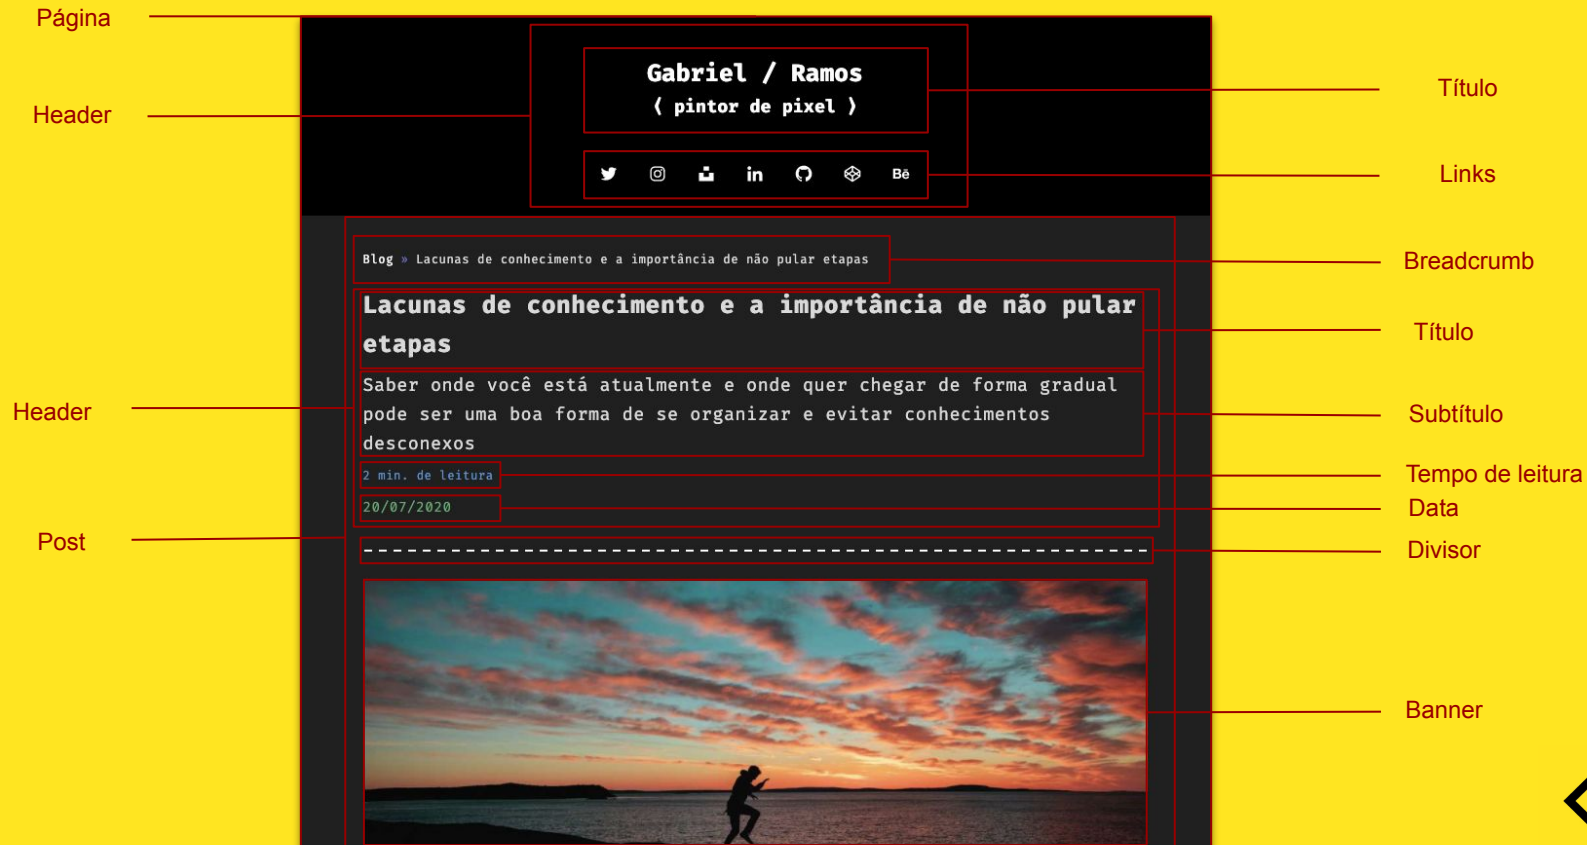 Página
Header
Gabriel / Ramos
⟨ pintor de pixel ⟩
Título
in
Bē
Links
Blog » Lacunas de conhecimento e a importância de não pular etapas
Breadcrumb
Lacunas de conhecimento e a importância de não pular
etapas
Título
Header
Saber onde você está atualmente e onde quer chegar de forma gradual
pode ser uma boa forma de se organizar e evitar conhecimentos
desconexos
Subtítulo
2 min. de leitura
Tempo de leitura
20/07/2020
Data
Post
------------------------------------------------------
Divisor
Banner